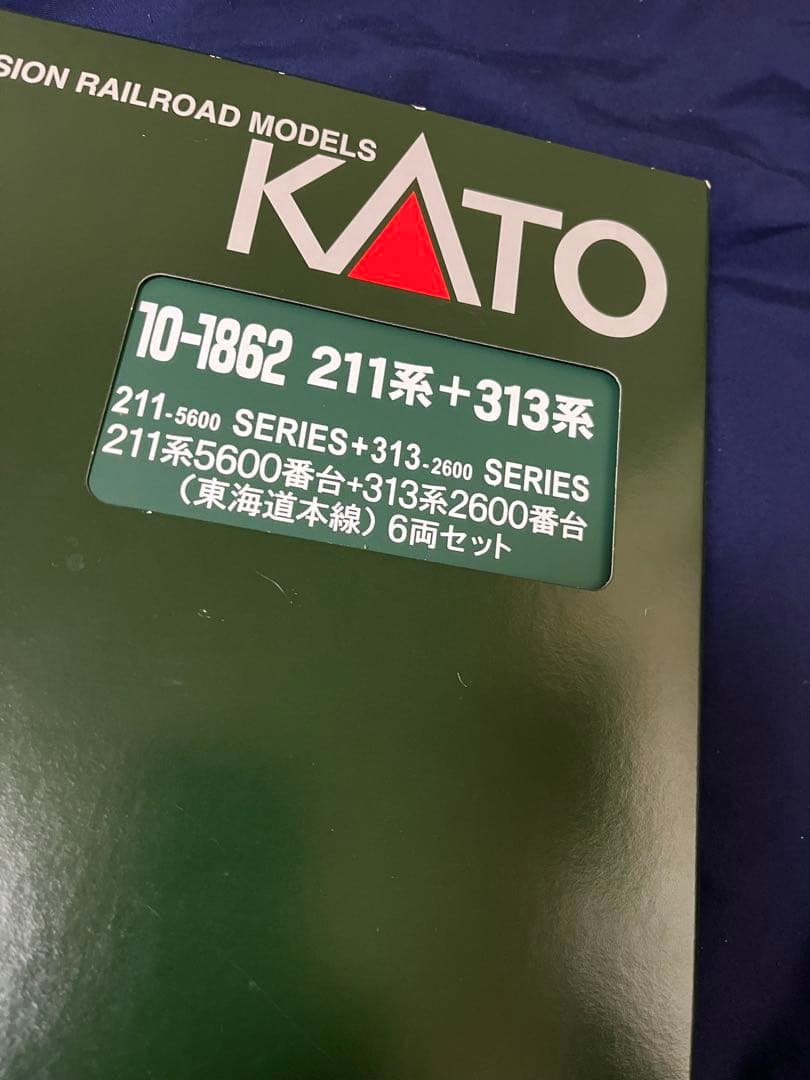 SION RAILROAD MODELS
KATO
10-1862 211系+313系
211-5600 SERIES+313-2600 SERIES
211系5600番台+313系2600番台
(東海道本線) 6両セット